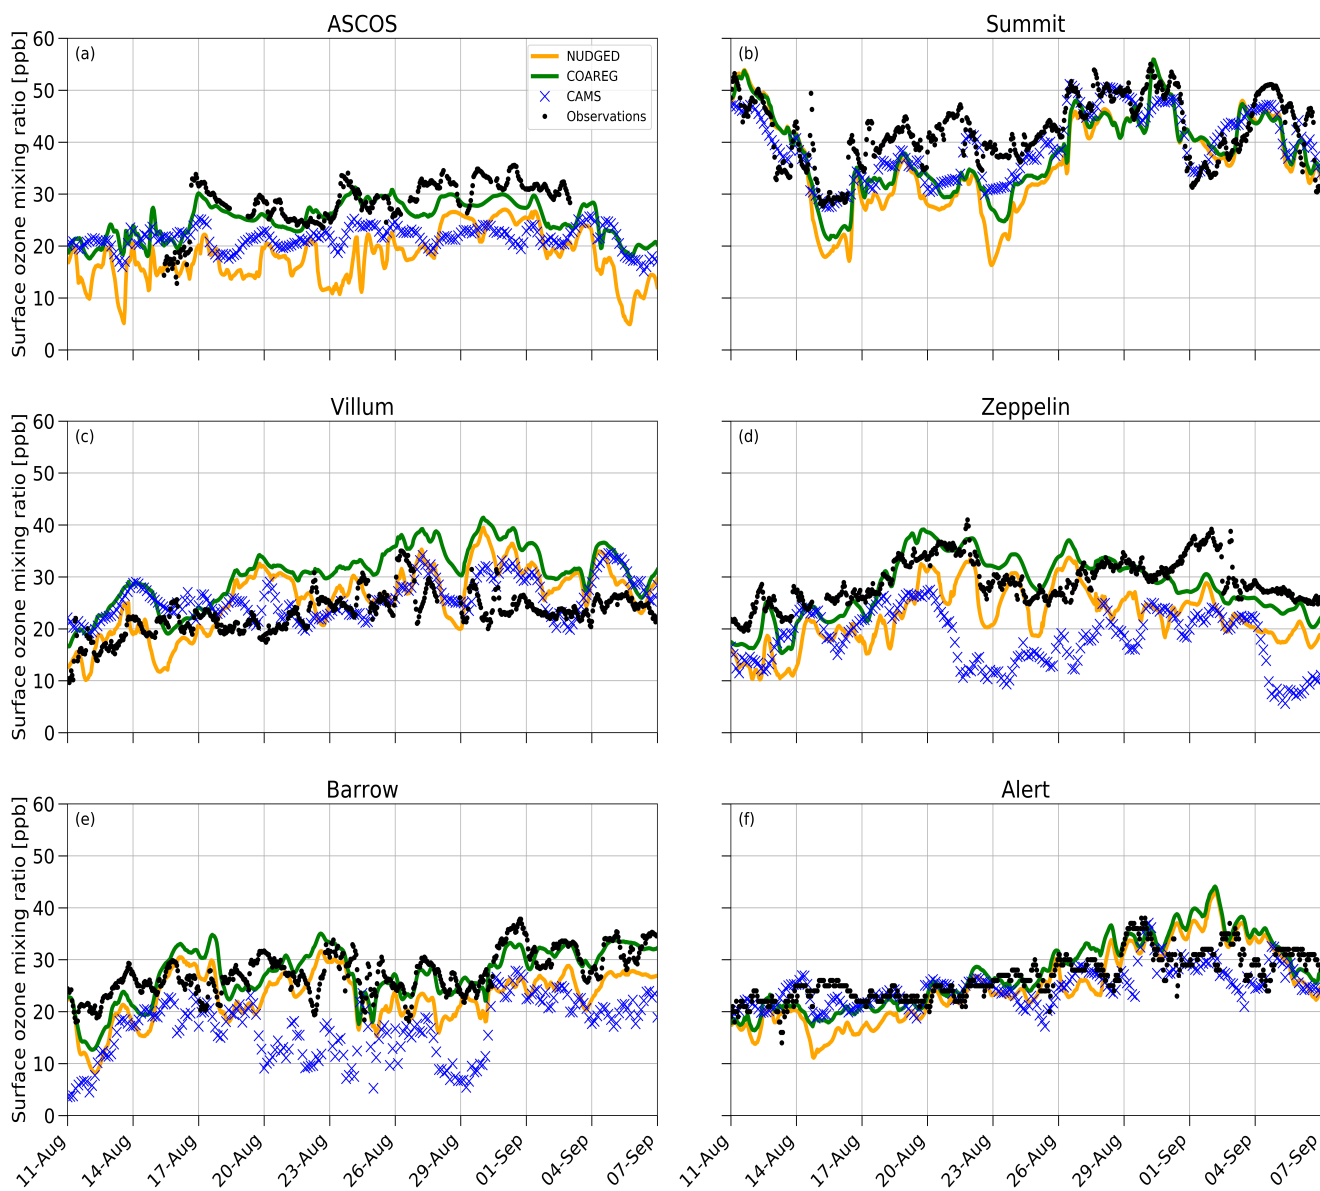 ASCOS
Summit
Surface ozone mixing ratio [ppb]
60
50
40
30
20
10
0
(a)
NUDGED
COAREG
CAMS
Observations
(b)
Villum
Zeppelin
Surface ozone mixing ratio [ppb]
60
50
40
30
20
10
0
(c)
(d)
Barrow
Alert
Surface ozone mixing ratio [ppb]
60
50
40
30
20
10
0
(e)
(f)
11-Aug
14-Aug
17-Aug
20-Aug
23-Aug
26-Aug
29-Aug
01-Sep
04-Sep
07-Sep
11-Aug
14-Aug
17-Aug
20-Aug
23-Aug
26-Aug
29-Aug
01-Sep
04-Sep
07-Sep